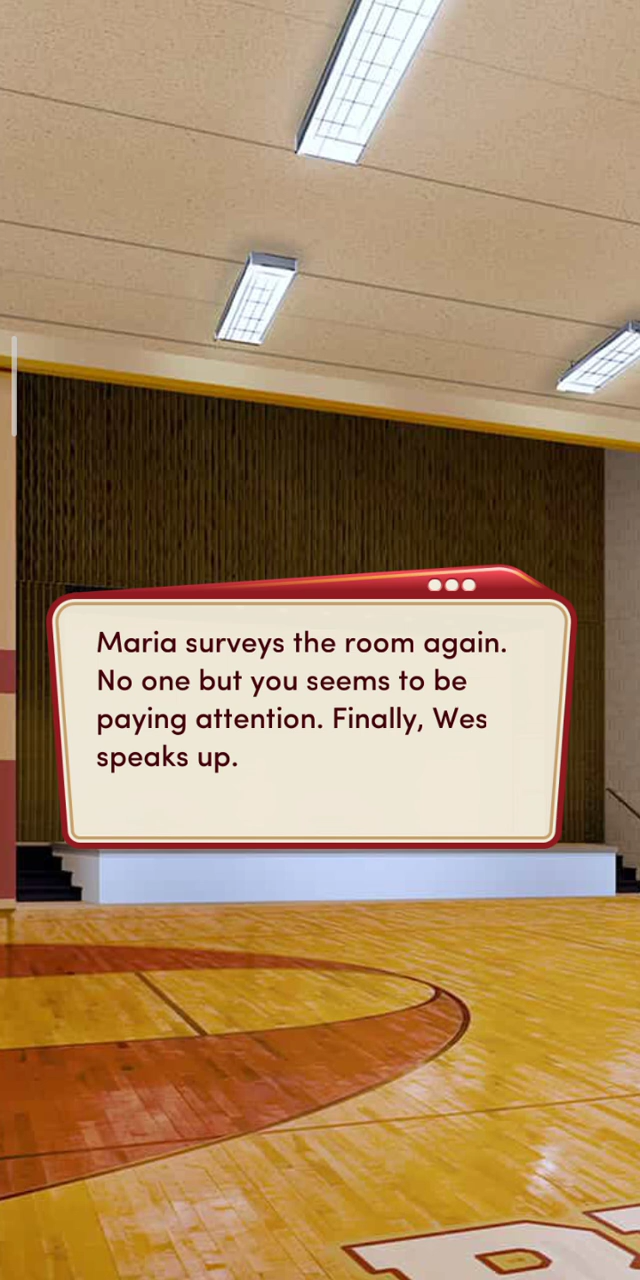 Maria surveys the room again.
No one but you seems to be
paying attention. Finally, Wes
speaks up.